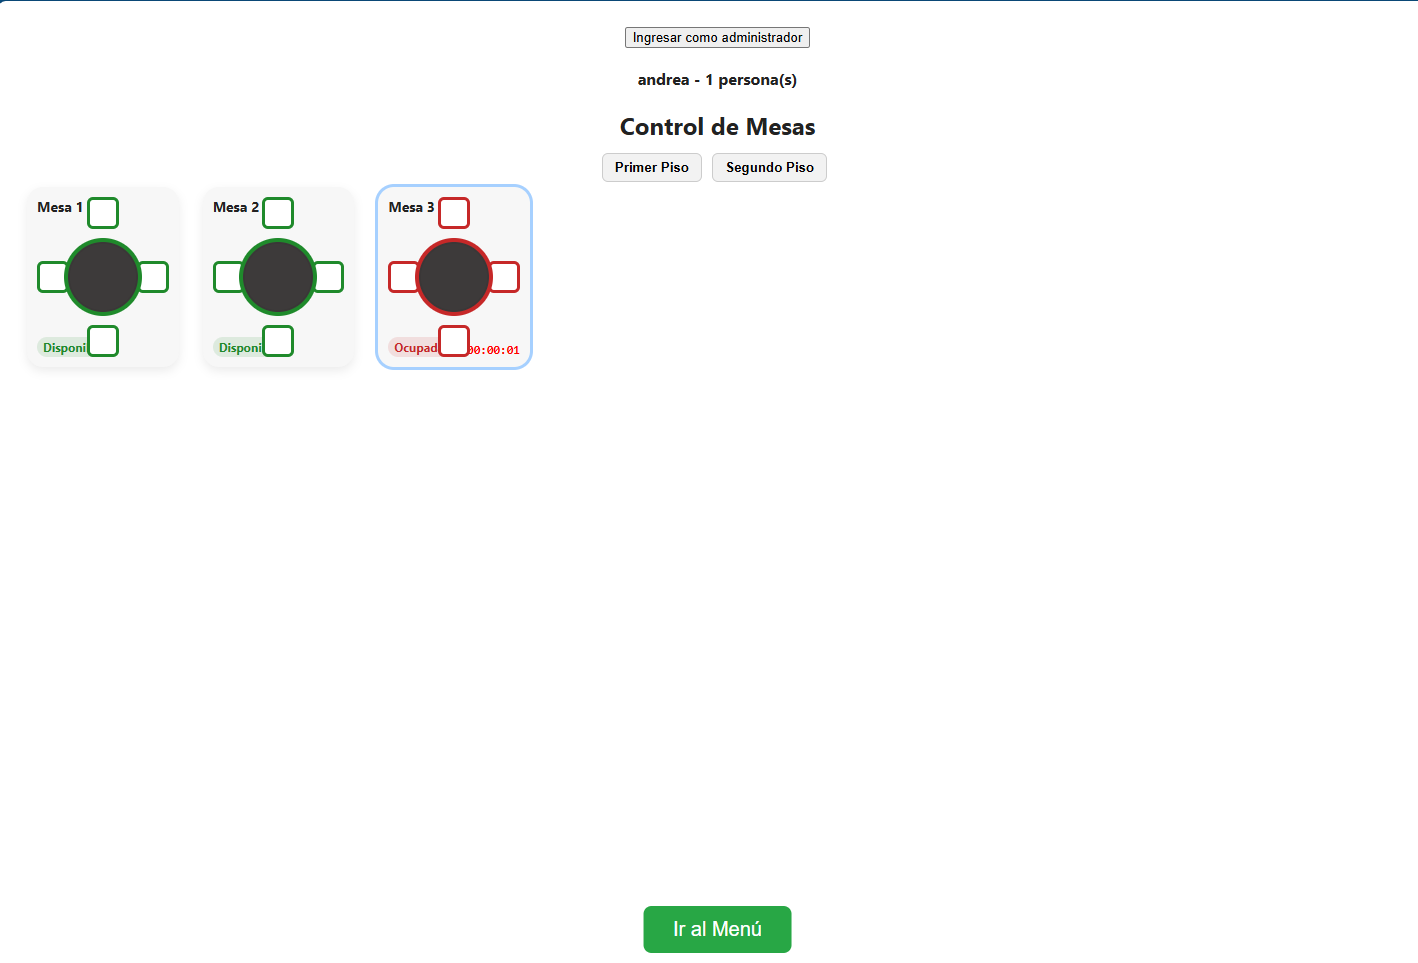 Ingresar como administrador
andrea - 1 persona(s)
Control de Mesas
Primer Piso Segundo Piso
Mesa 1 Mesa 2 Mesa 3
Disponi Disponi Ocupad 00:00:01
Ir al Menú